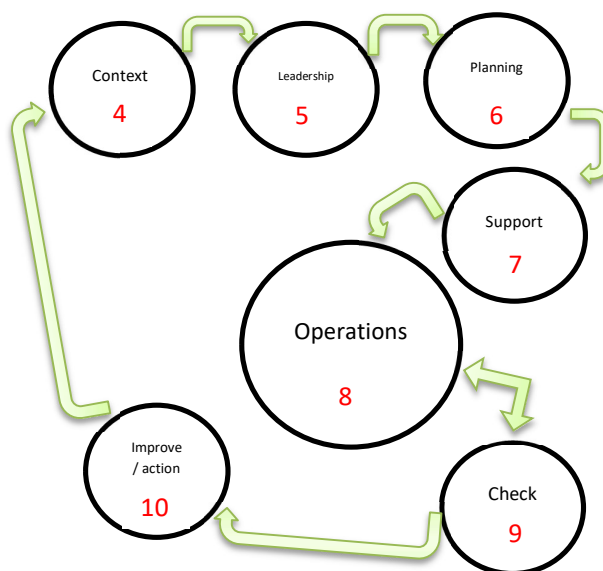 Context
4
Leadership
5
Planning
6
Support
7
Operations
8
Check
9
Improve
/ action
10